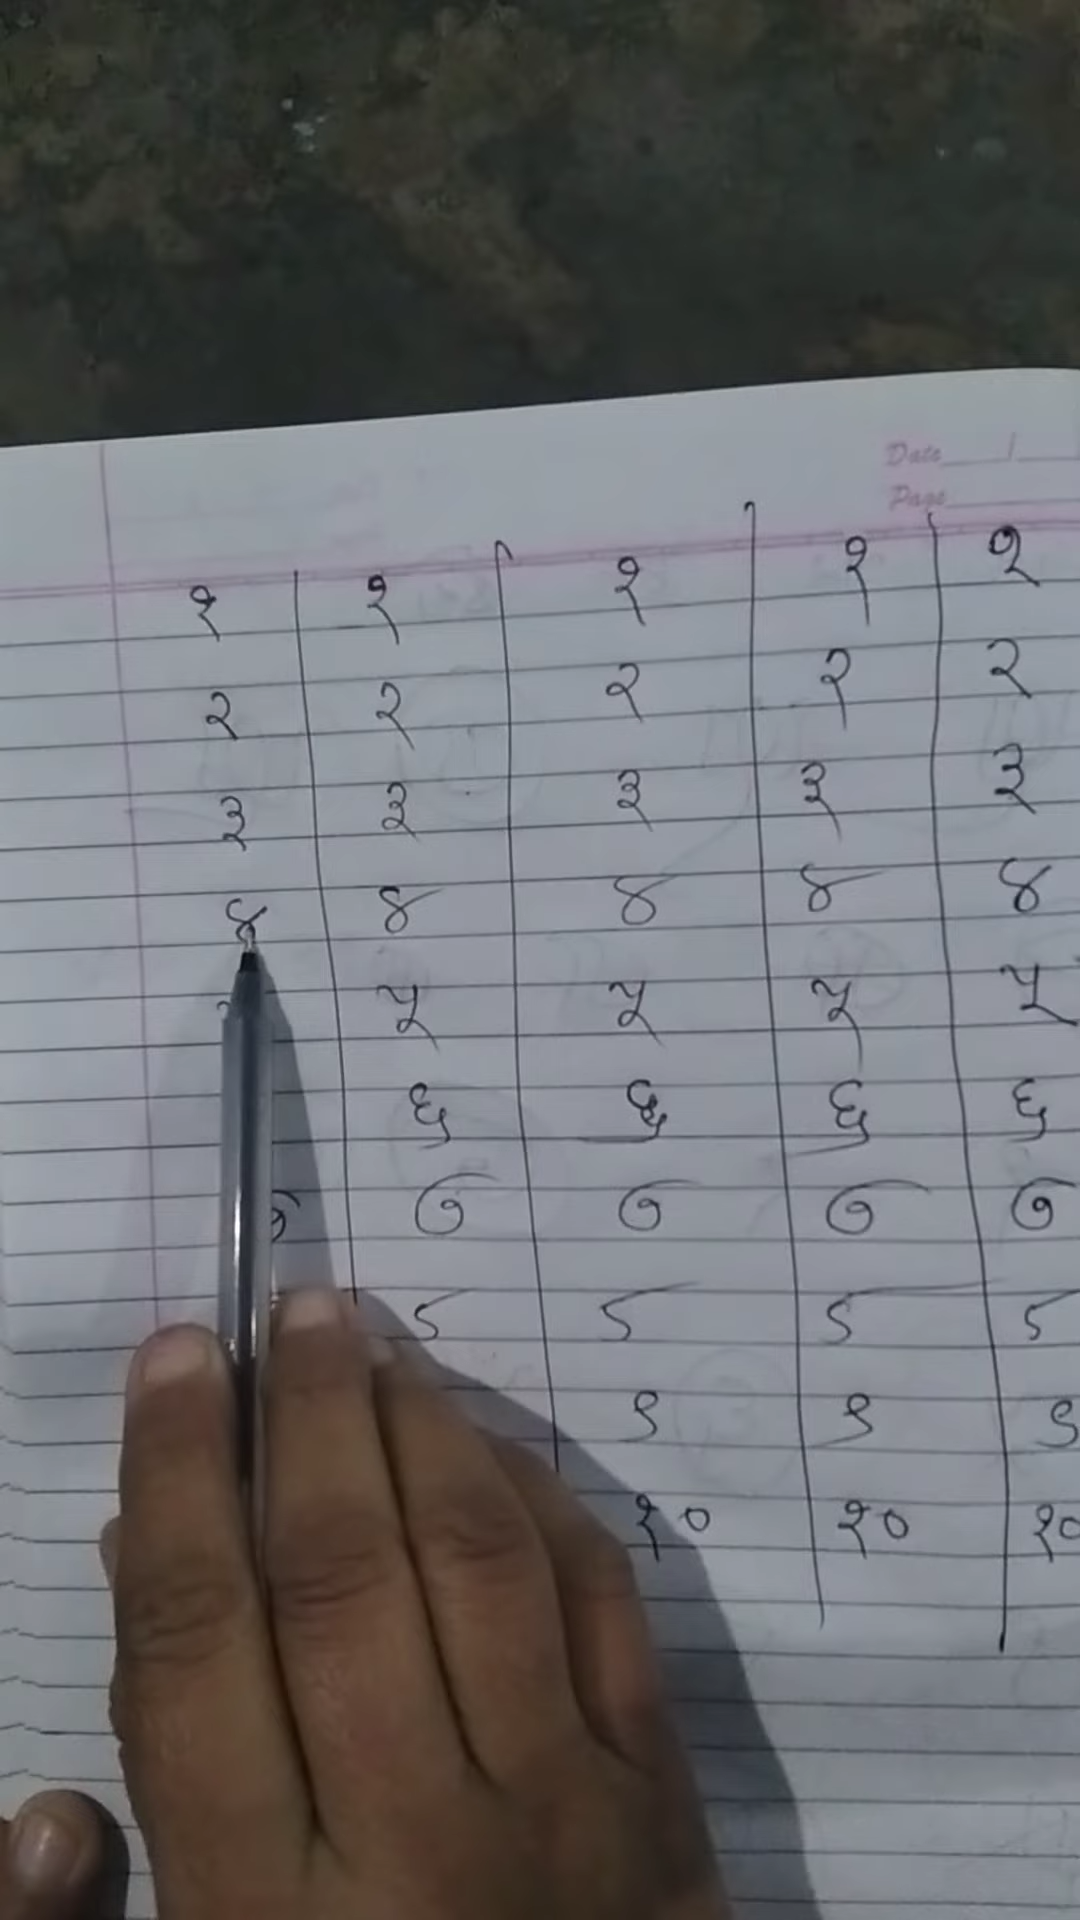 Date
Page
१ १ १ १ १
२ २ २ २ २
३ ३ ३ ३ ३
४ ४ ४ ४ ४
५ ५ ५ ५
६ ६ ६ ६
७ ७ ७ ७ ७
८ ८ ८ ८
९ ९ ९
१० १० १०